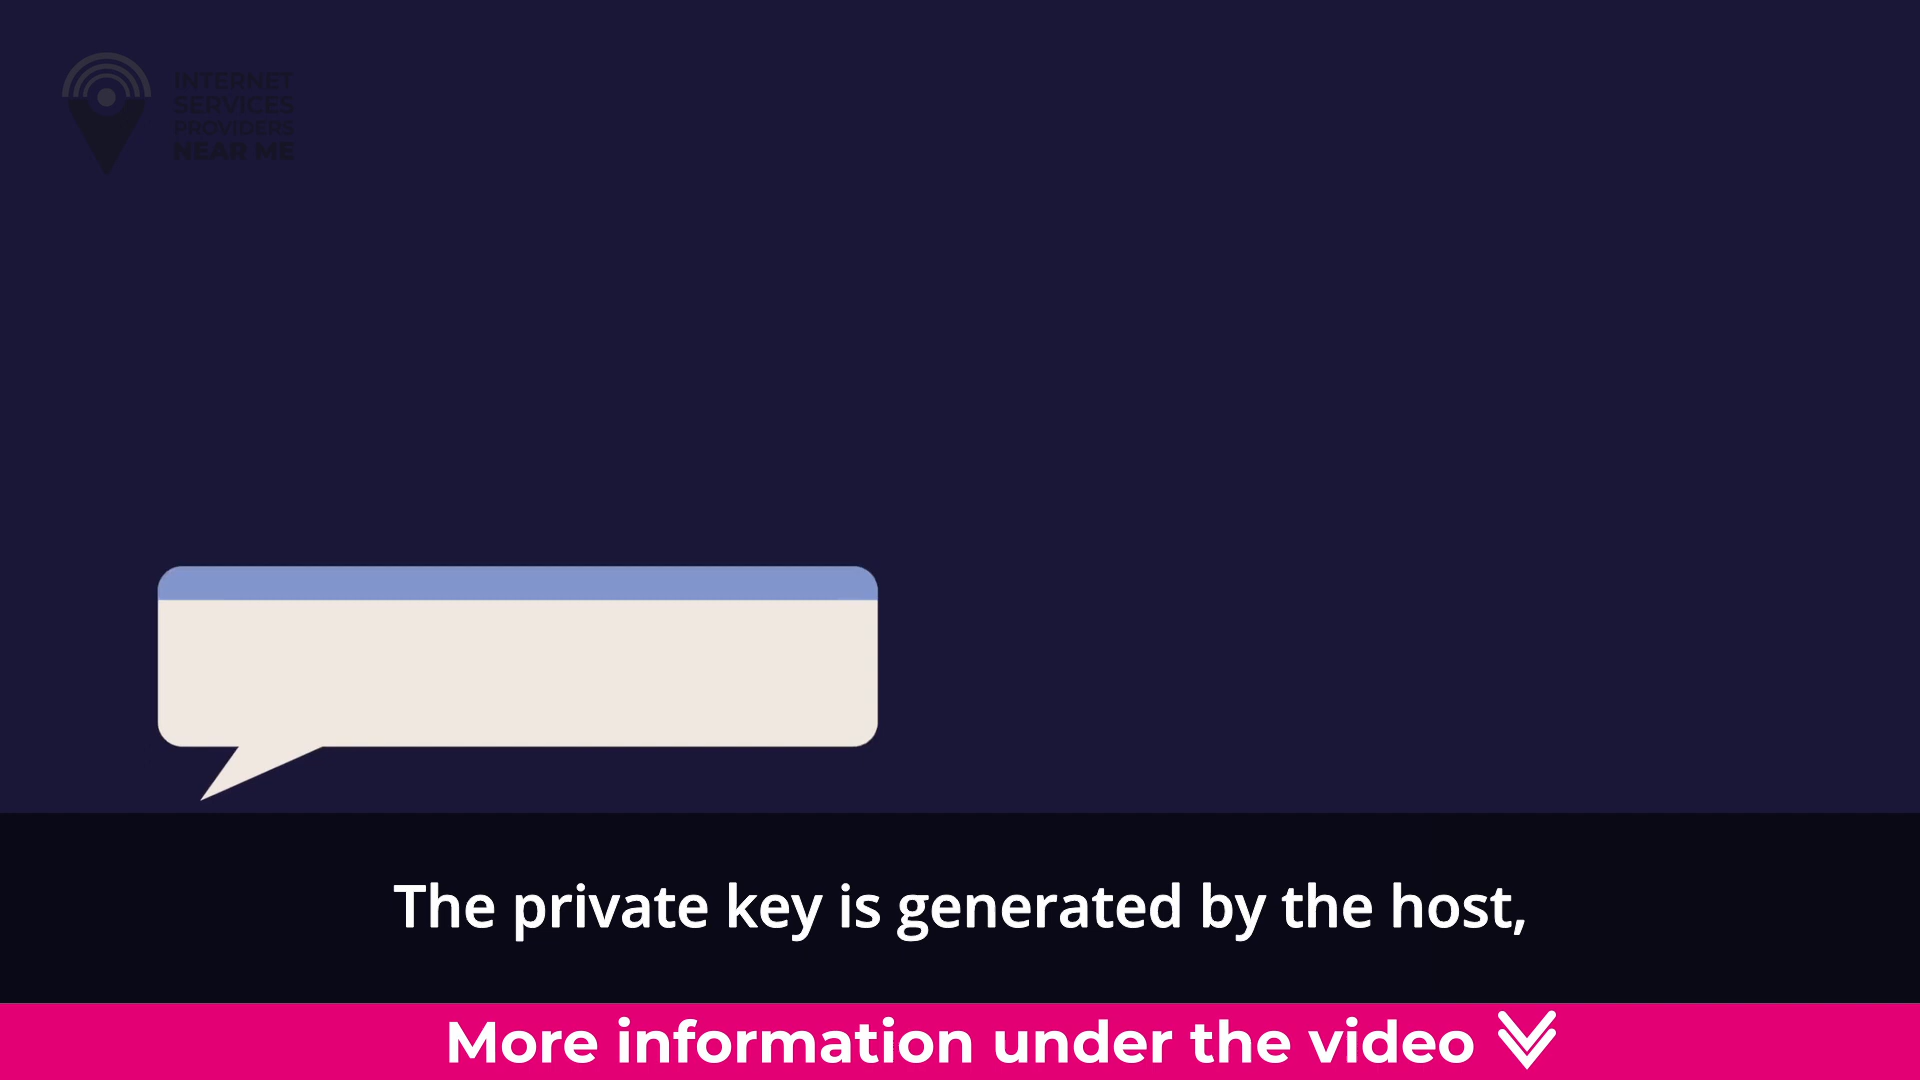 INTERNET
SERVICES
PROVIDERS
NEAR ME
The private key is generated by the host,
More information under the video